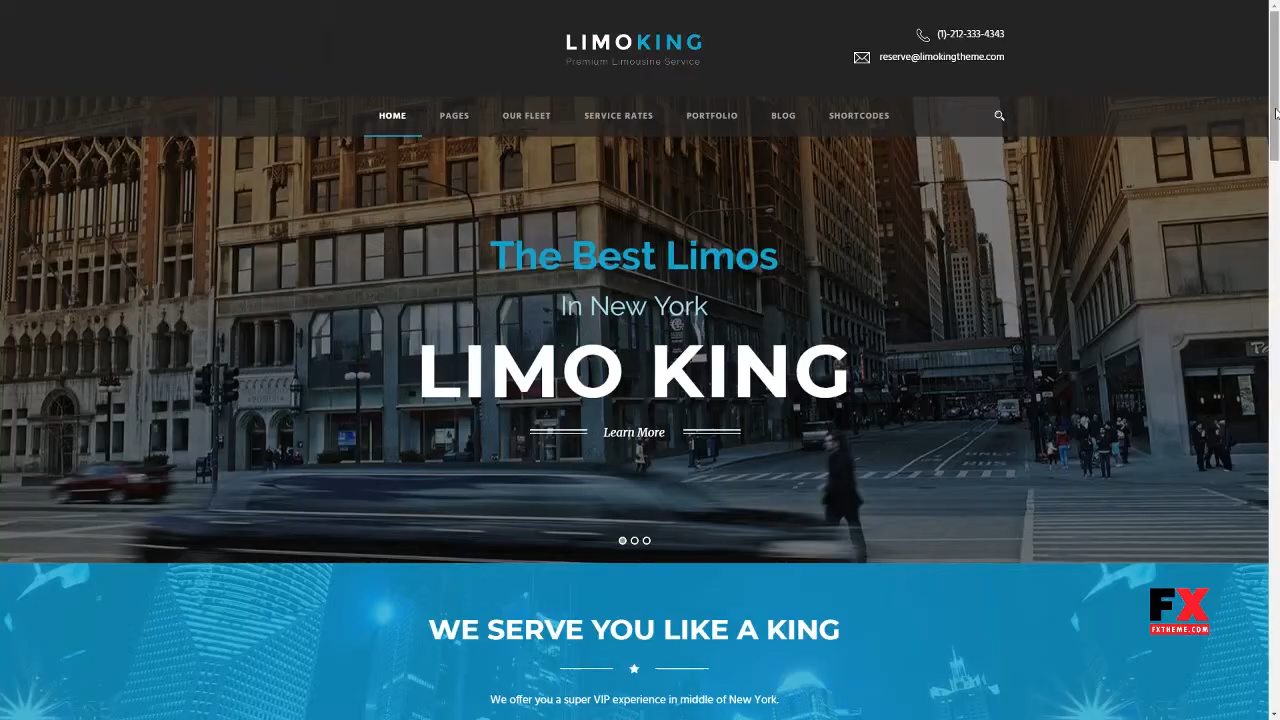 LIMOKING
Premium Limousine Service
(1)-212-333-4343
reserve@limokingtheme.com
HOME
PAGES
OUR FLEET
SERVICE RATES
PORTFOLIO
BLOG
SHORTCODES
The Best Limos
In New York
LIMO KING
Learn More
ONLY
BUS
WE SERVE YOU LIKE A KING
We offer you a super VIP experience in middle of New York.
FX
FXTHEME.COM